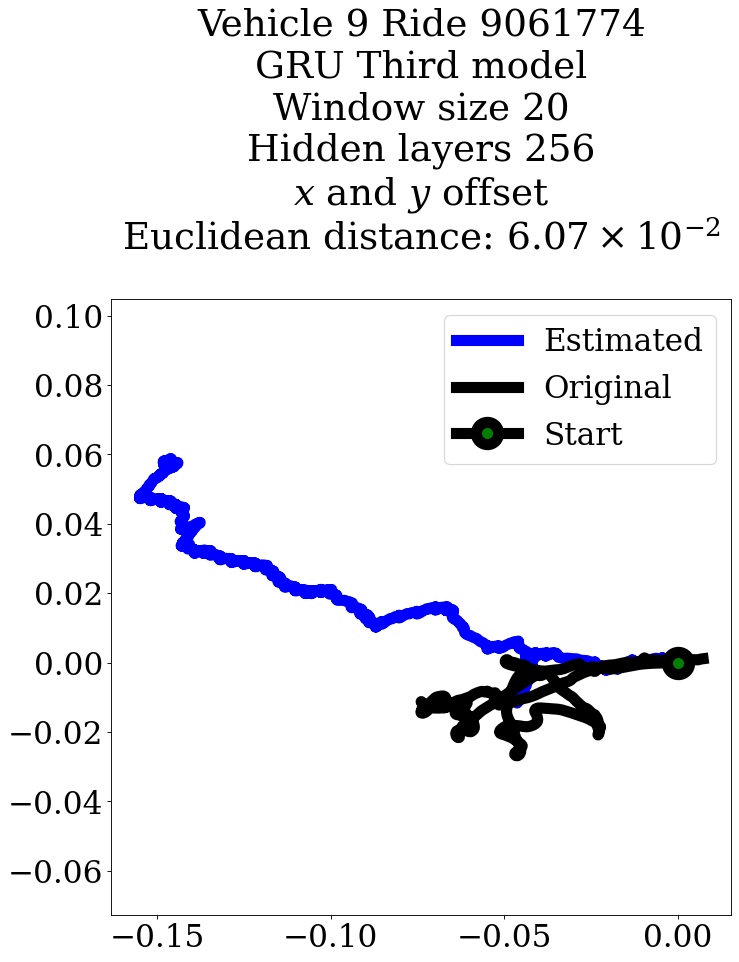 Vehicle 9 Ride 9061774
GRU Third model
Window size 20
Hidden layers 256
x and y offset
Euclidean distance: 6.07 × 10⁻²
Estimated
Original
Start
0.10
0.08
0.06
0.04
0.02
0.00
−0.02
−0.04
−0.06
−0.15 −0.10 −0.05 0.00